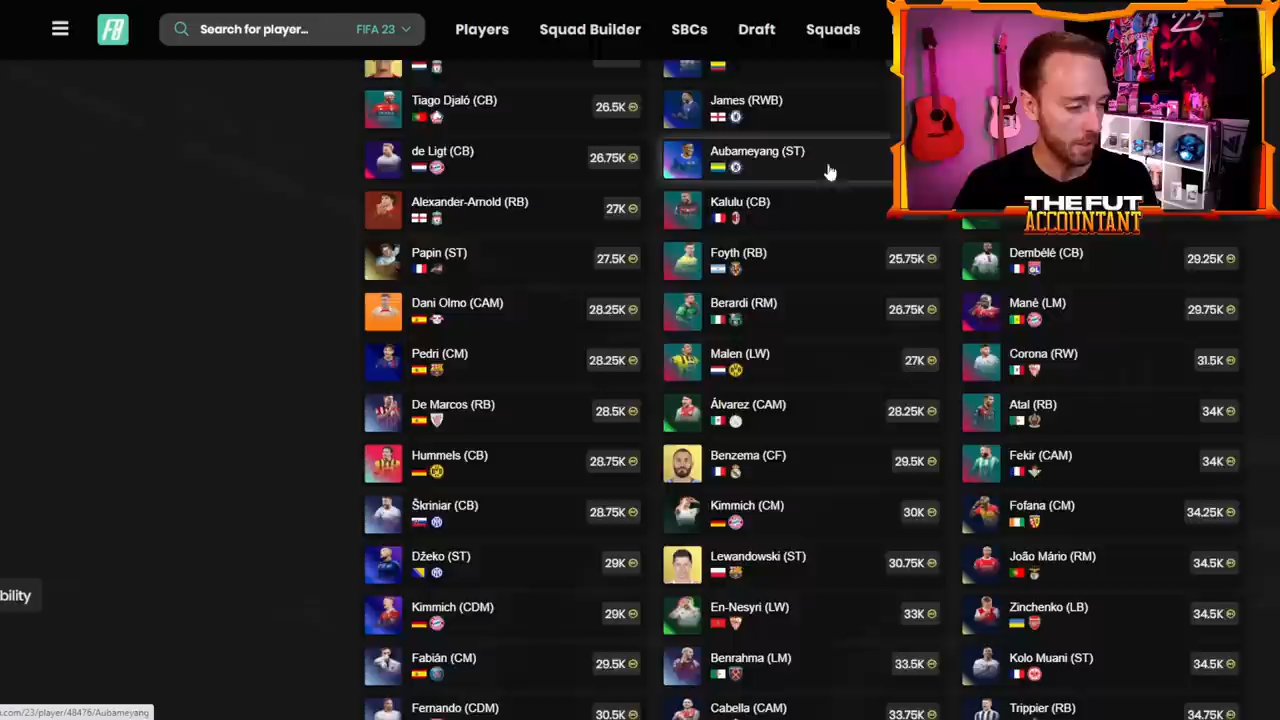 F8
Search for player...
FIFA 23
Players
Squad Builder
SBCs
Draft
Squads
Tiago Djaló (CB)
26.5K
de Ligt (CB)
26.75K
Alexander-Arnold (RB)
27K
Papin (ST)
27.5K
Dani Olmo (CAM)
28.25K
Pedri (CM)
28.25K
De Marcos (RB)
28.5K
Hummels (CB)
28.75K
Škriniar (CB)
28.75K
Džeko (ST)
29K
Kimmich (CDM)
29K
Fabián (CM)
29.5K
Fernando (CDM)
30.5K
James (RWB)
Aubameyang (ST)
Kalulu (CB)
Foyth (RB)
25.75K
Berardi (RM)
26.75K
Malen (LW)
27K
Álvarez (CAM)
28.25K
Benzema (CF)
29.5K
Kimmich (CM)
30K
Lewandowski (ST)
30.75K
En-Nesyri (LW)
33K
Benrahma (LM)
33.5K
Cabella (CAM)
33.75K
Dembélé (CB)
29.25K
Mané (LM)
29.75K
Corona (RW)
31.5K
Atal (RB)
34K
Fekir (CAM)
34K
Fofana (CM)
34.25K
João Mário (RM)
34.5K
Zinchenko (LB)
34.5K
Kolo Muani (ST)
34.5K
Trippier (RB)
34.75K
23
THE FUT
ACCOUNTANT
bility
.com/23/player/48476/Aubameyang